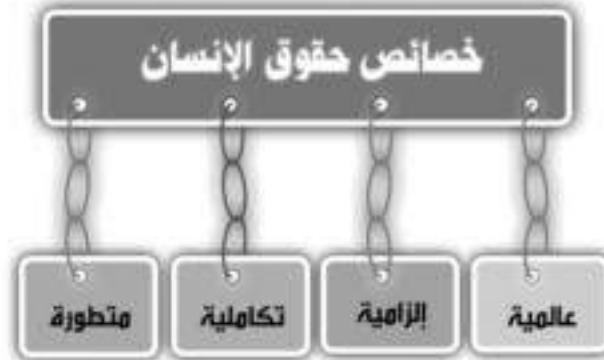 خصائص حقوق الإنسان
عالمية
إلزامية
تكاملية
متطورة